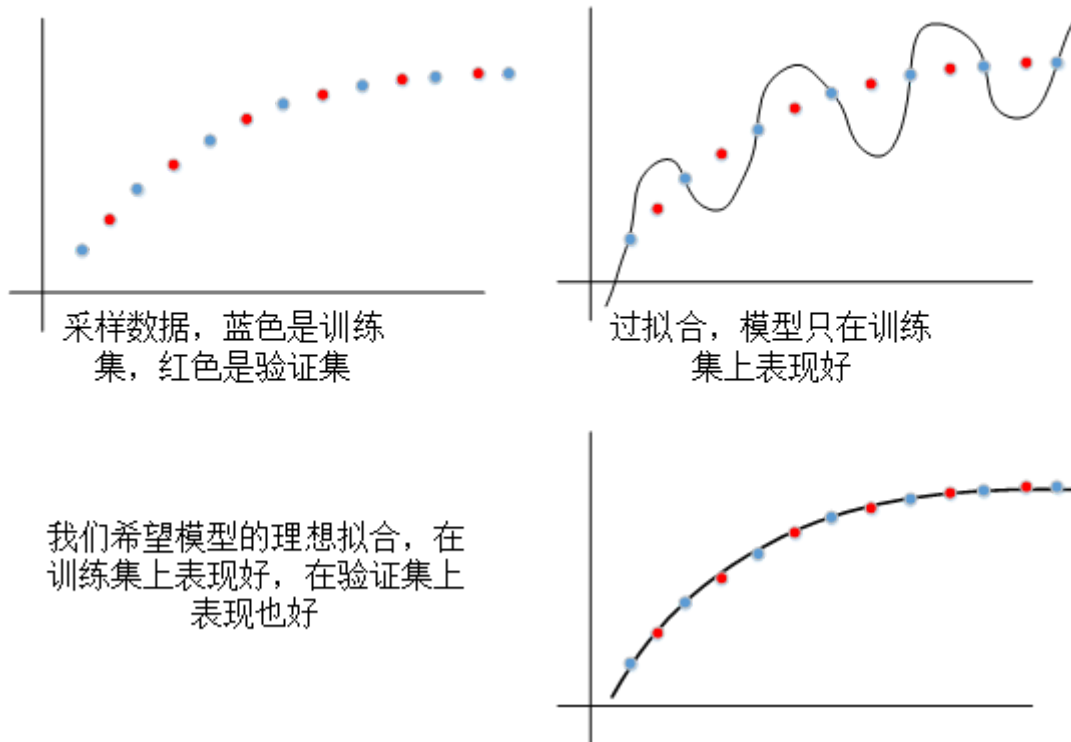 采样数据，蓝色是训练
集，红色是验证集
过拟合，模型只在训练
集上表现好
我们希望模型的理想拟合，在
训练集上表现好，在验证集上
表现也好